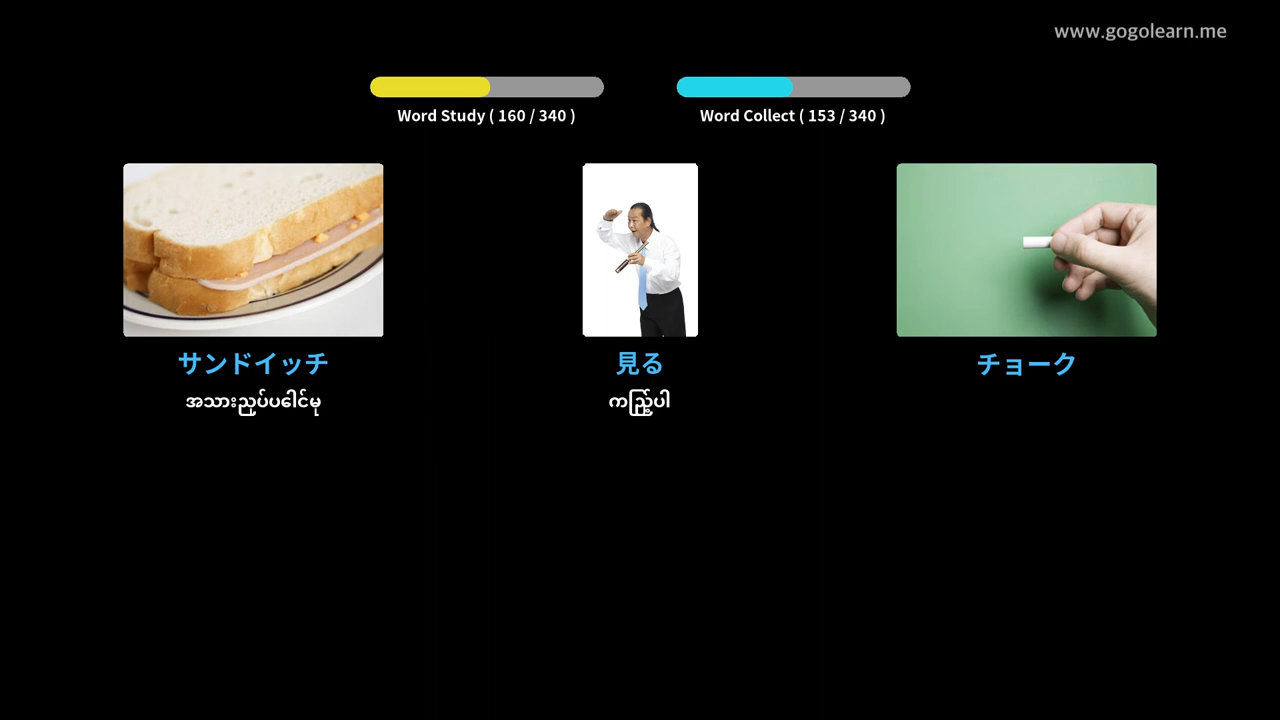 www.gogolearn.me
Word Study ( 160 / 340 )
Word Collect ( 153 / 340 )
サンドイッチ
見る
チョーク
အသားညှပ်ပေါင်မု
ကည့်ပါ